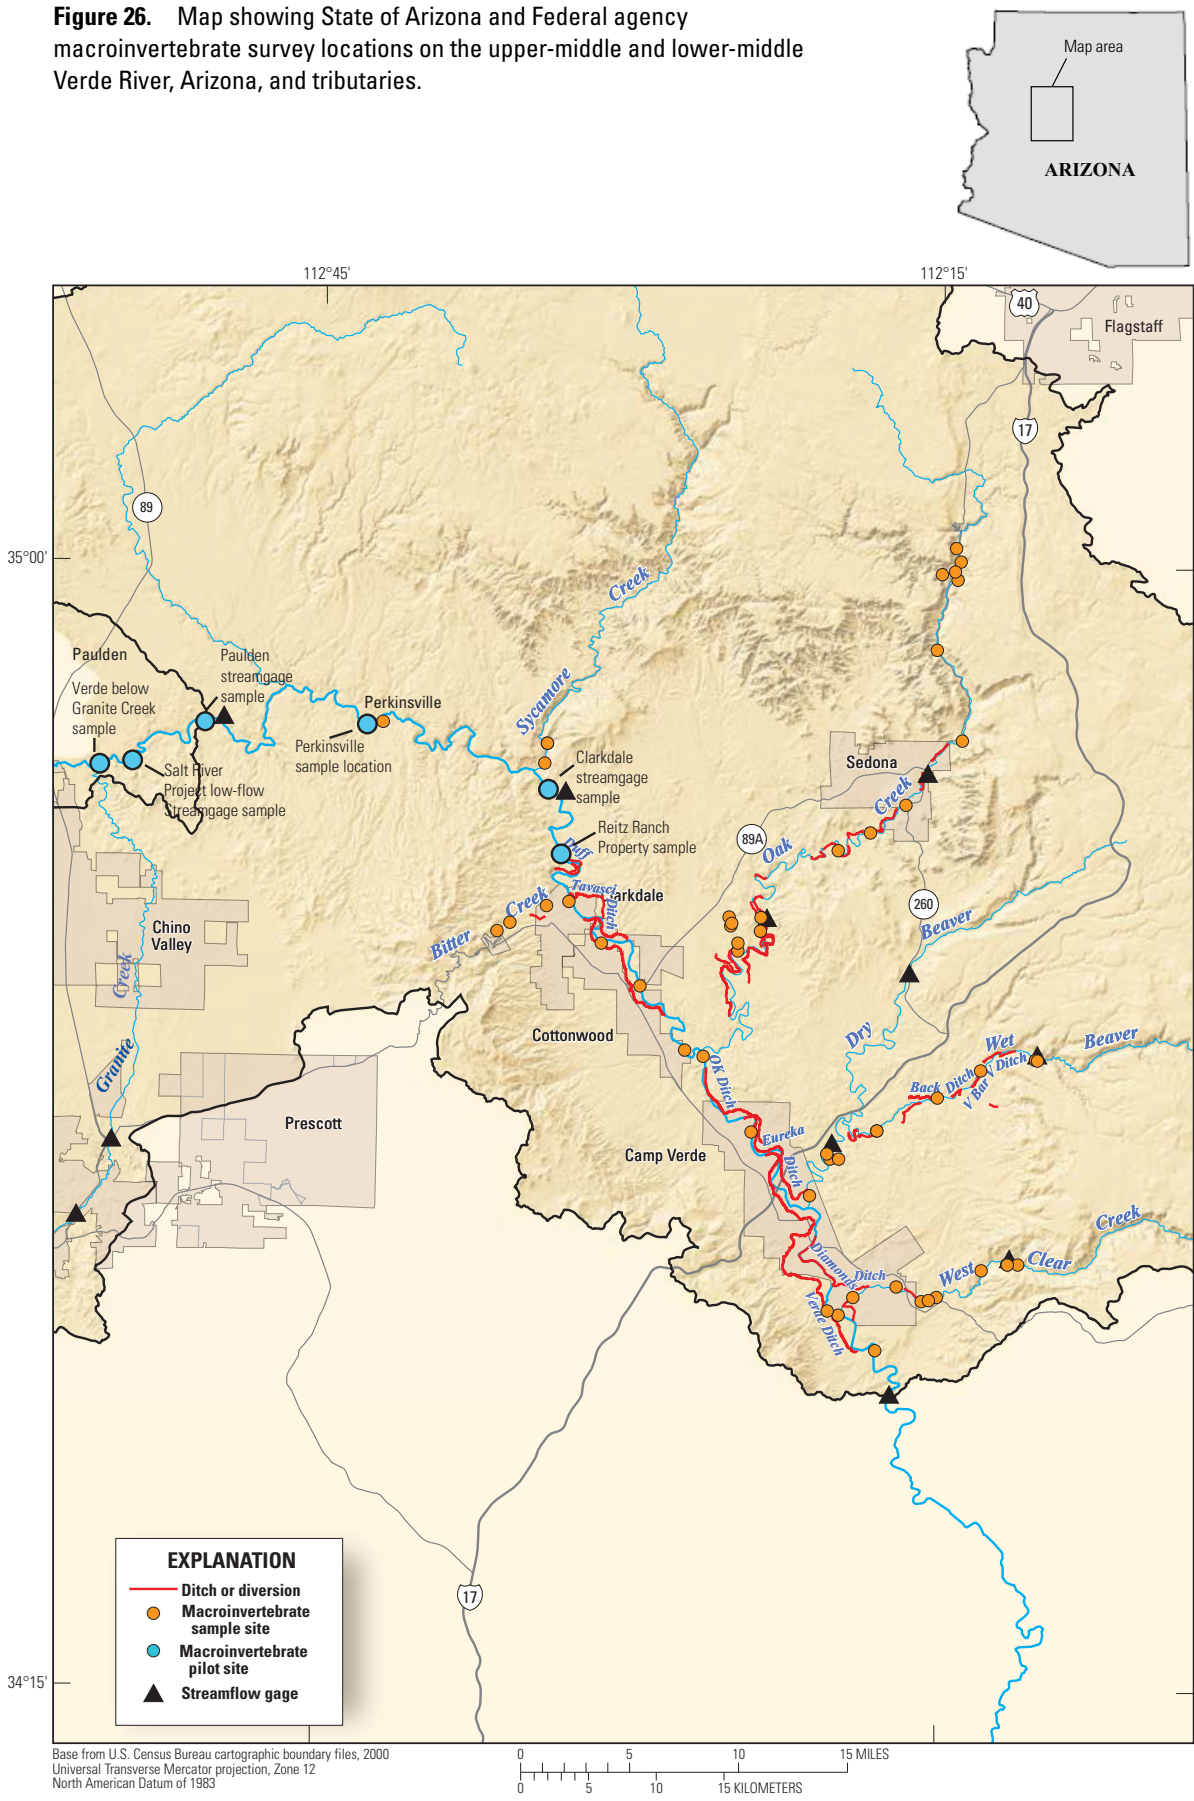 Figure 26. Map showing State of Arizona and Federal agency
macroinvertebrate survey locations on the upper-middle and lower-middle
Verde River, Arizona, and tributaries.
Map area
ARIZONA
112°45'
112°15'
40
Flagstaff
17
89
35°00'
Creek
Sycamore
Paulden
Paulden
streamgage
sample
Verde below
Granite Creek
sample
Perkinsville
Perkinsville
sample location
Salt River
Project low-flow
Streamgage sample
Clarkdale
streamgage
sample
Sedona
Creek
Oak
89A
Reitz Ranch
Property sample
Tavasci
Ditch
arkdale
Creek
Bitter
260
Beaver
Chino
Valley
Creek
Granite
Cottonwood
Dry
Wet
Beaver
OK Ditch
Back Ditch
V Bar V Ditch
Prescott
Camp Verde
Eureka
Ditch
Creek
Clear
West
Diamonds
Ditch
Verde Ditch
17
34°15'
EXPLANATION
Ditch or diversion
Macroinvertebrate
sample site
Macroinvertebrate
pilot site
Streamflow gage
Base from U.S. Census Bureau cartographic boundary files, 2000
Universal Transverse Mercator projection, Zone 12
North American Datum of 1983
0 5 10 15 MILES
0 5 10 15 KILOMETERS